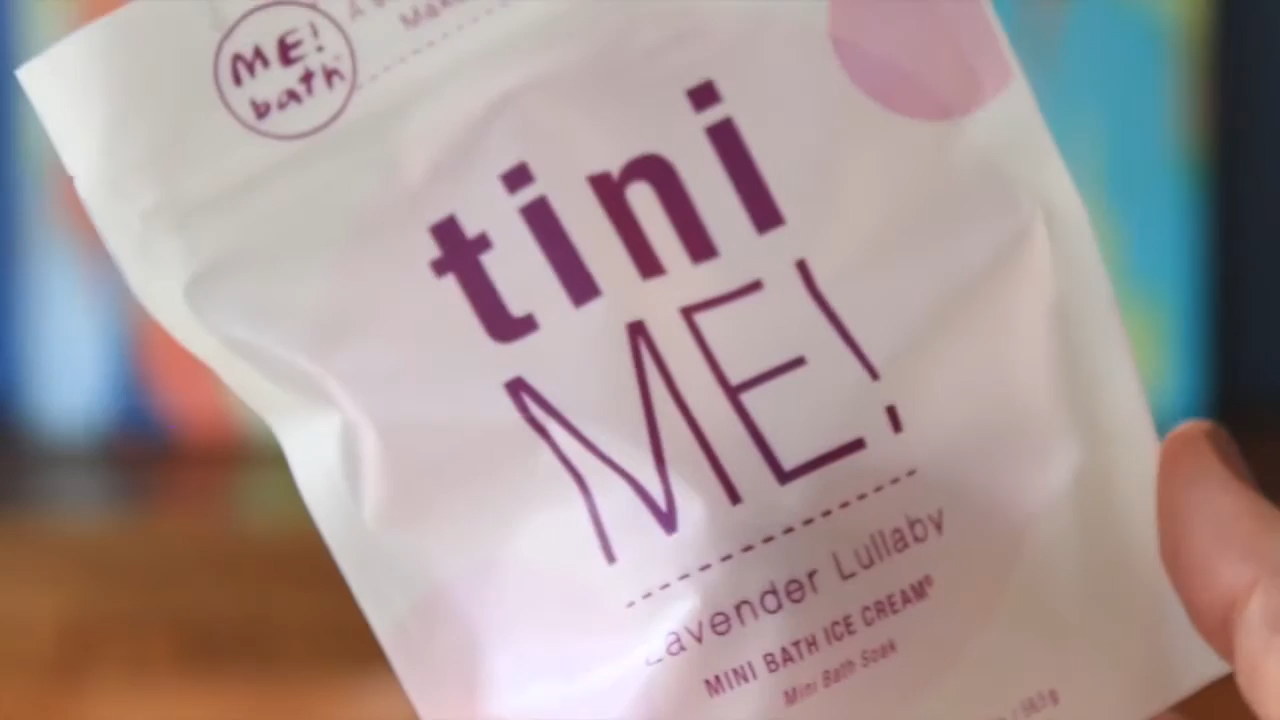 ME!
bath
tini
ME!
Lavender Lullaby
MINI BATH ICE CREAM®
Mini Bath Soak